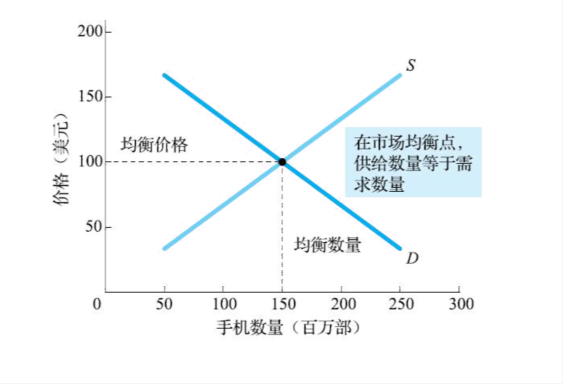 200
S
150
均衡价格
在市场均衡点，
供给数量等于需
求数量
价格（美元）
100
50
均衡数量
D
0
50
100
150
200
250
300
手机数量（百万部）